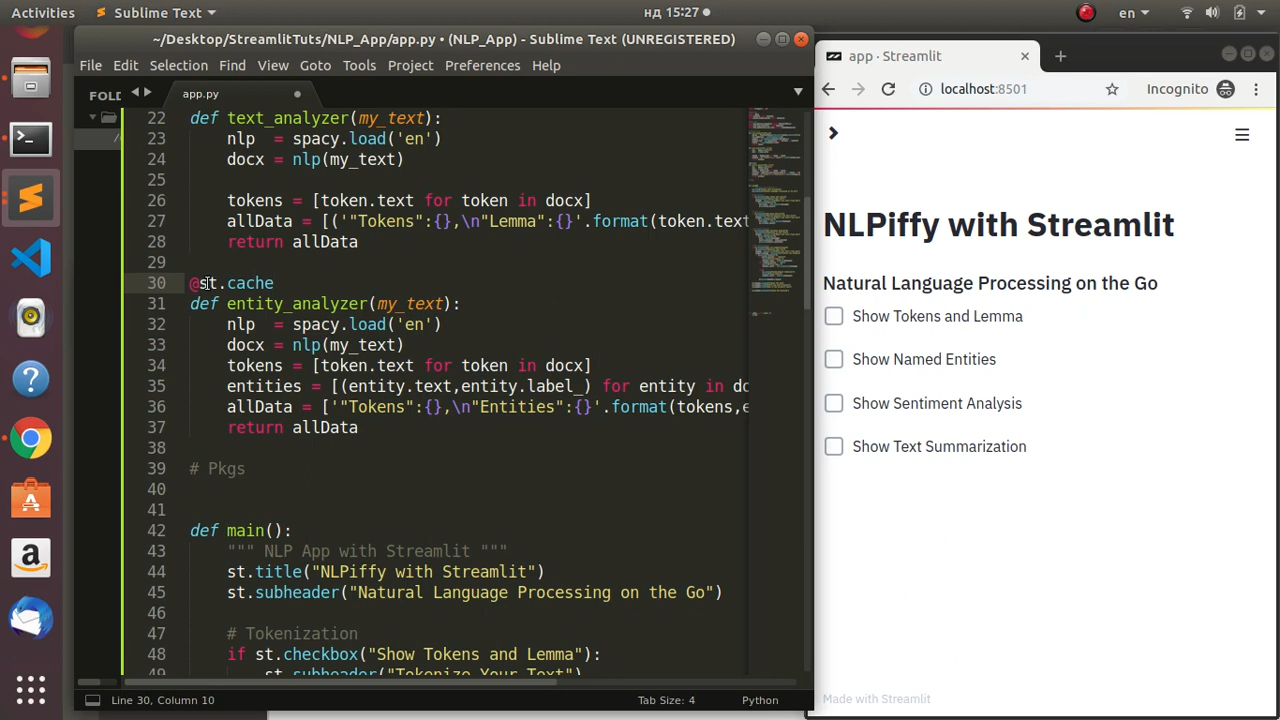 Activities Sublime Text нд 15:27 en
~/Desktop/StreamlitTuts/NLP_App/app.py • (NLP_App) - Sublime Text (UNREGISTERED)
File Edit Selection Find View Goto Tools Project Preferences Help
FOLD
app.py
22 def text_analyzer(my_text):
23 nlp = spacy.load('en')
24 docx = nlp(my_text)
25
26 tokens = [token.text for token in docx]
27 allData = [('"Tokens":{},\n"Lemma":{}'.format(token.text
28 return allData
29
30 @st.cache
31 def entity_analyzer(my_text):
32 nlp = spacy.load('en')
33 docx = nlp(my_text)
34 tokens = [token.text for token in docx]
35 entities = [(entity.text,entity.label_) for entity in do
36 allData = ['"Tokens":{},\n"Entities":{}'.format(tokens,e
37 return allData
38
39 # Pkgs
40
41
42 def main():
43 """ NLP App with Streamlit """
44 st.title("NLPiffy with Streamlit")
45 st.subheader("Natural Language Processing on the Go")
46
47 # Tokenization
48 if st.checkbox("Show Tokens and Lemma"):
49 st.subheader("Tokenize Your Text")
Line 30, Column 10 Tab Size: 4 Python
app · Streamlit
localhost:8501 Incognito
NLPiffy with Streamlit
Natural Language Processing on the Go
Show Tokens and Lemma
Show Named Entities
Show Sentiment Analysis
Show Text Summarization
Made with Streamlit